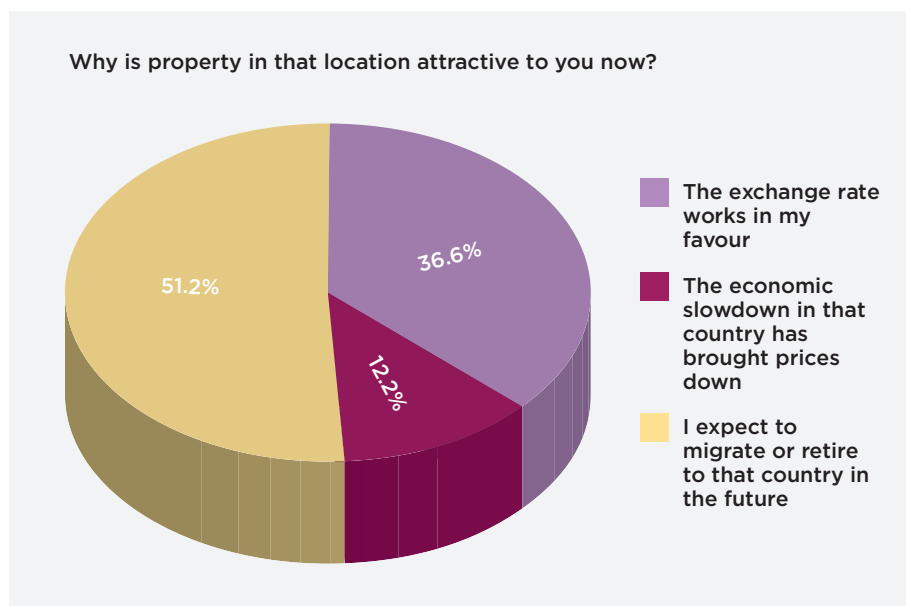 Why is property in that location attractive to you now?
36.6%
51.2%
12.2%
The exchange rate
works in my
favour
The economic
slowdown in that
country has
brought prices
down
I expect to
migrate or retire
to that country in
the future